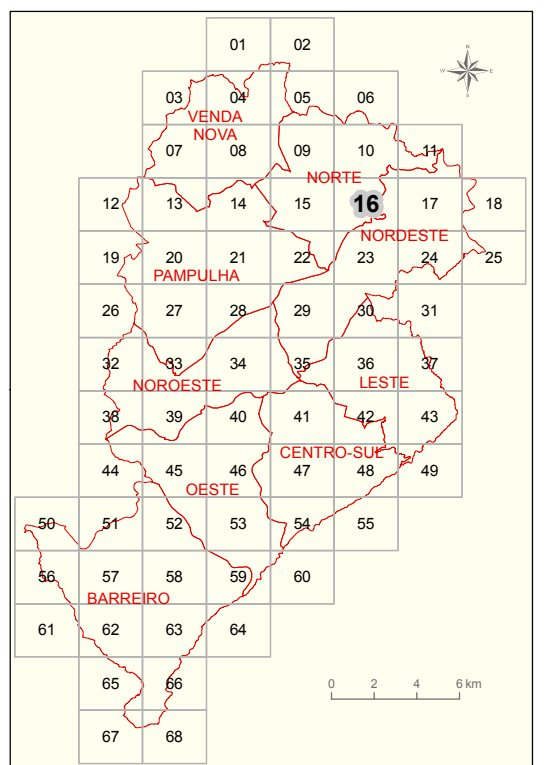 01 02
N
W E
S
03 04 05 06
VENDA
NOVA
07 08 09 10 11
NORTE
12 13 14 15 16 17 18
NORDESTE
19 20 21 22 23 24 25
PAMPULHA
26 27 28 29 30 31
32 33 34 35 36 37
NOROESTE LESTE
38 39 40 41 42 43
CENTRO-SUL
44 45 46 47 48 49
OESTE
50 51 52 53 54 55
56 57 58 59 60
BARREIRO
61 62 63 64
65 66
0 2 4 6 km
67 68